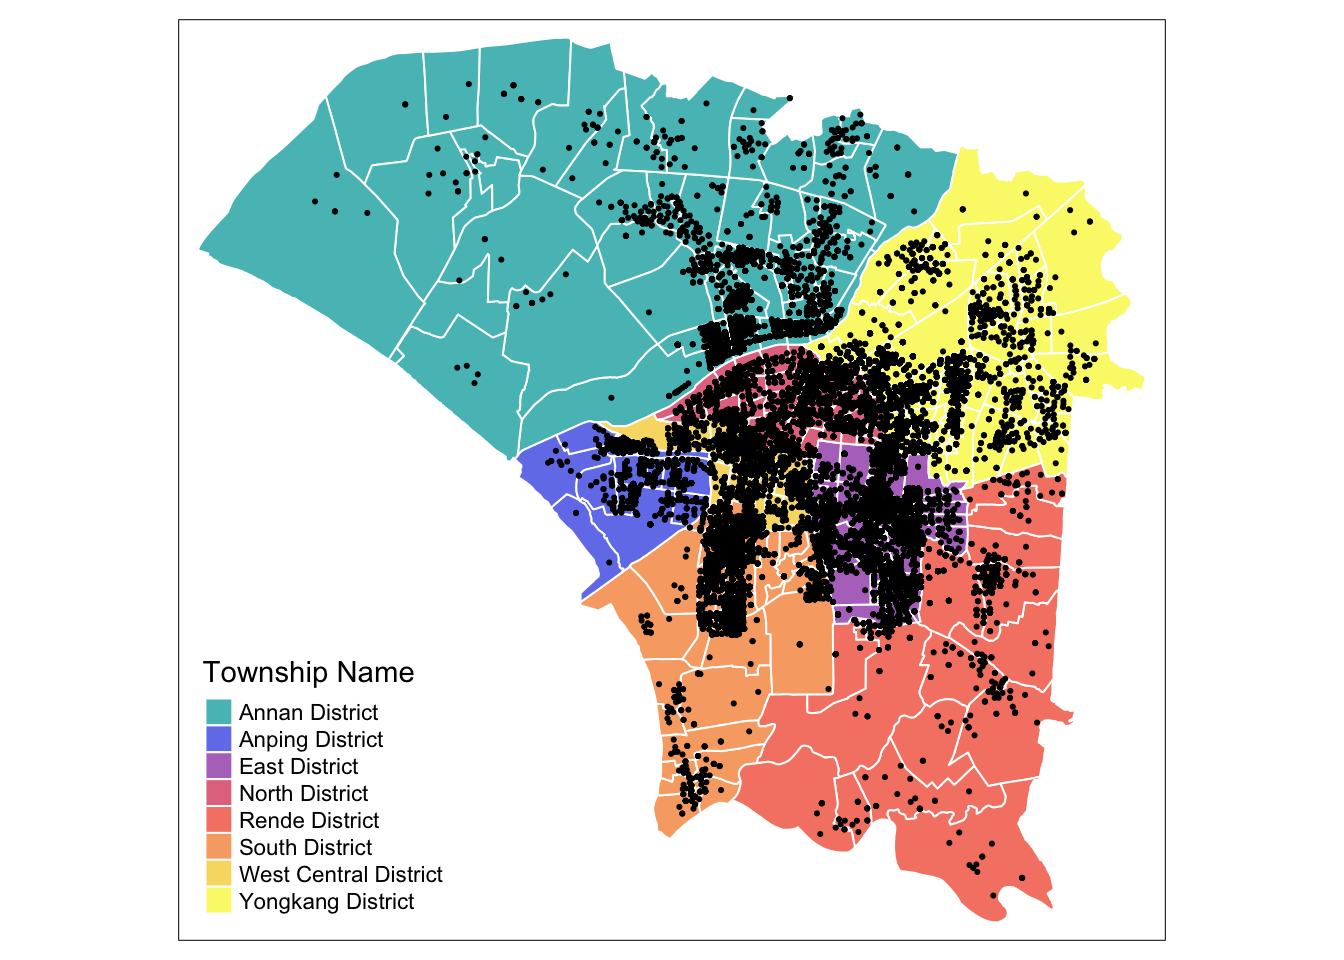 Township Name
Annan District
Anping District
East District
North District
Rende District
South District
West Central District
Yongkang District